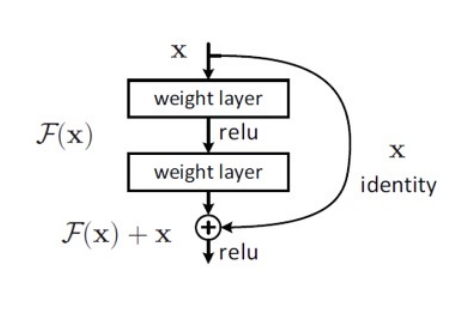 x
weight layer
relu
F(x)
x
weight layer
identity
F(x) + x
+
relu